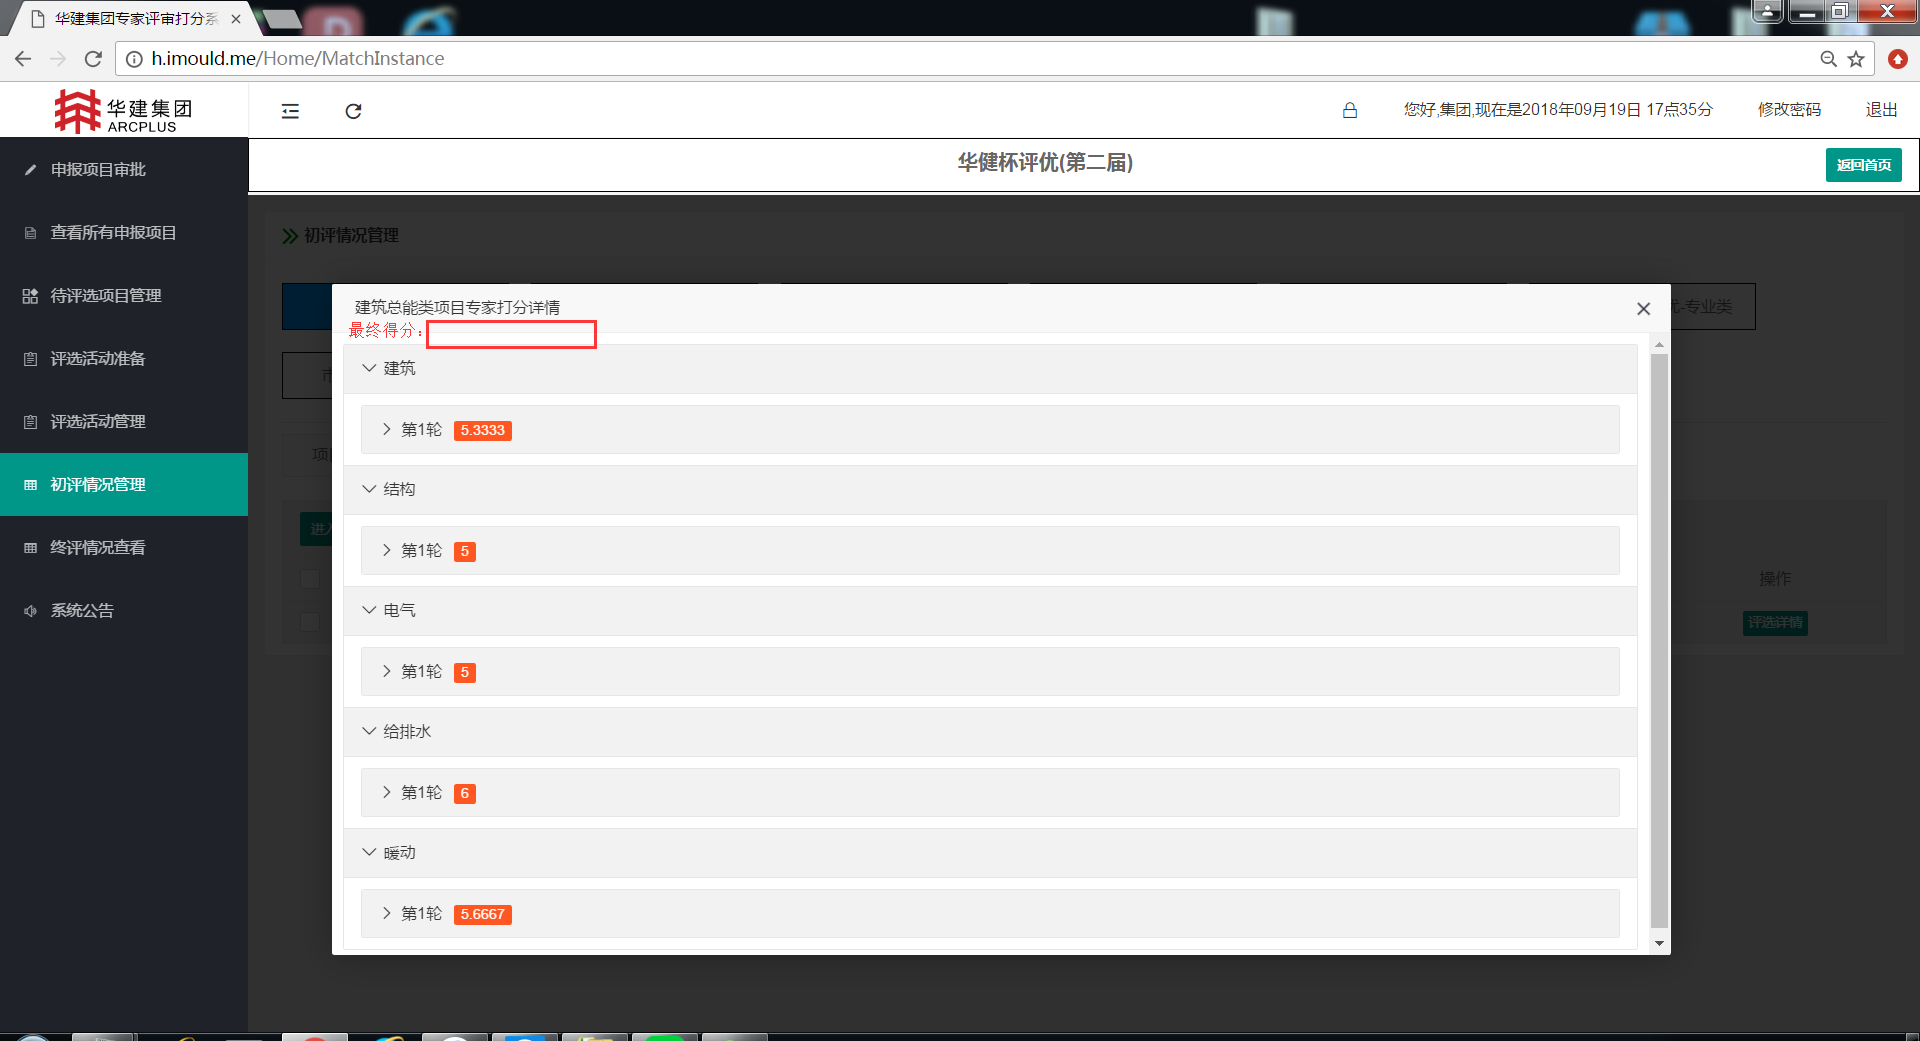 华建集团专家评审打分系
h.imould.me/Home/MatchInstance
华建集团
ARCPLUS
您好,集团,现在是2018年09月19日 17点35分
修改密码
退出
华健杯评优(第二届)
返回首页
申报项目审批
查看所有申报项目
待评选项目管理
评选活动准备
评选活动管理
初评情况管理
终评情况查看
系统公告
初评情况管理
优-专业类
市
项
进入
操作
评选详情
建筑总能类项目专家打分详情
最终得分：
建筑
第1轮 5.3333
结构
第1轮 5
电气
第1轮 5
给排水
第1轮 6
暖动
第1轮 5.6667